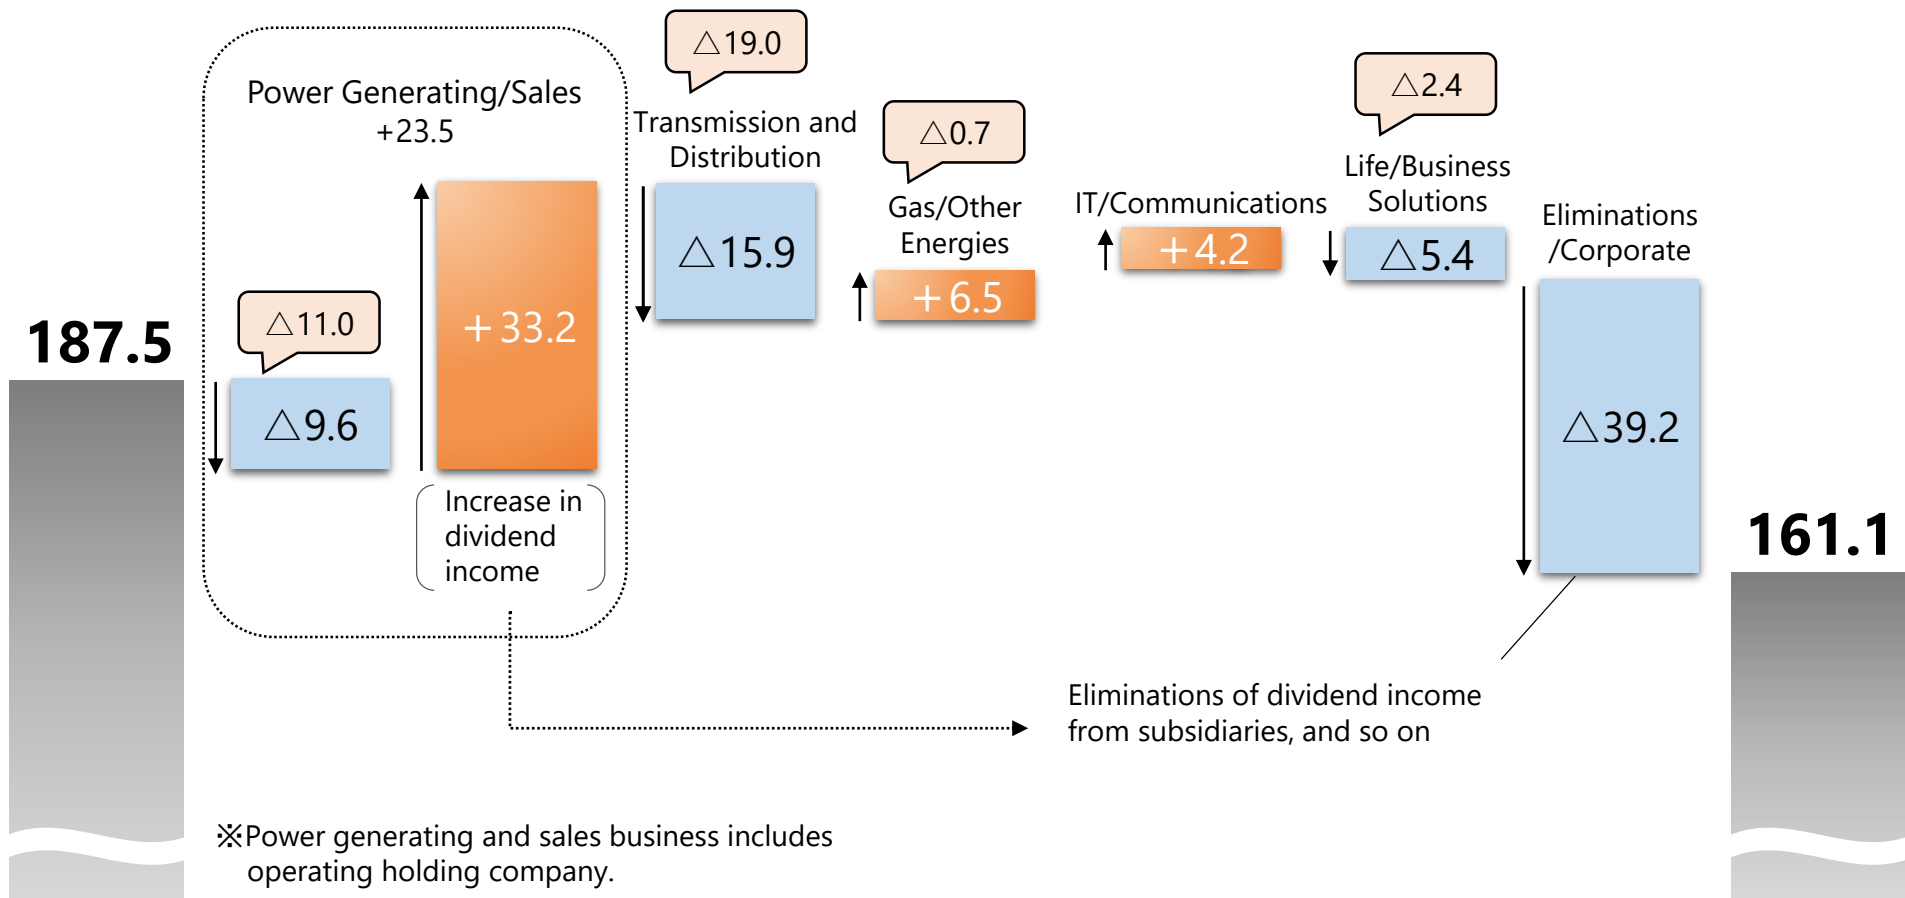 187.5
Power Generating/Sales
+23.5
△11.0
△9.6
+33.2
Increase in
dividend
income
△19.0
Transmission and
Distribution
△15.9
△0.7
Gas/Other
Energies
+6.5
IT/Communications
+4.2
△2.4
Life/Business
Solutions
△5.4
Eliminations
/Corporate
△39.2
161.1
Eliminations of dividend income
from subsidiaries, and so on
※Power generating and sales business includes
operating holding company.